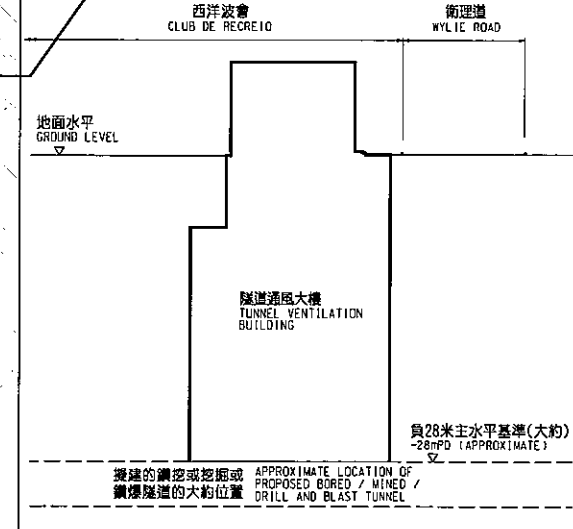 西洋波會
CLUB DE RECREIO
衛理道
WYLIE ROAD
地面水平
GROUND LEVEL
隧道通風大樓
TUNNEL VENTILATION
BUILDING
負28米主水平基準(大約)
-28mPD (APPROXIMATE)
擬建的鑽挖或挖掘或
鑽爆隧道的大約位置
APPROXIMATE LOCATION OF
PROPOSED BORED / MINED /
DRILL AND BLAST TUNNEL